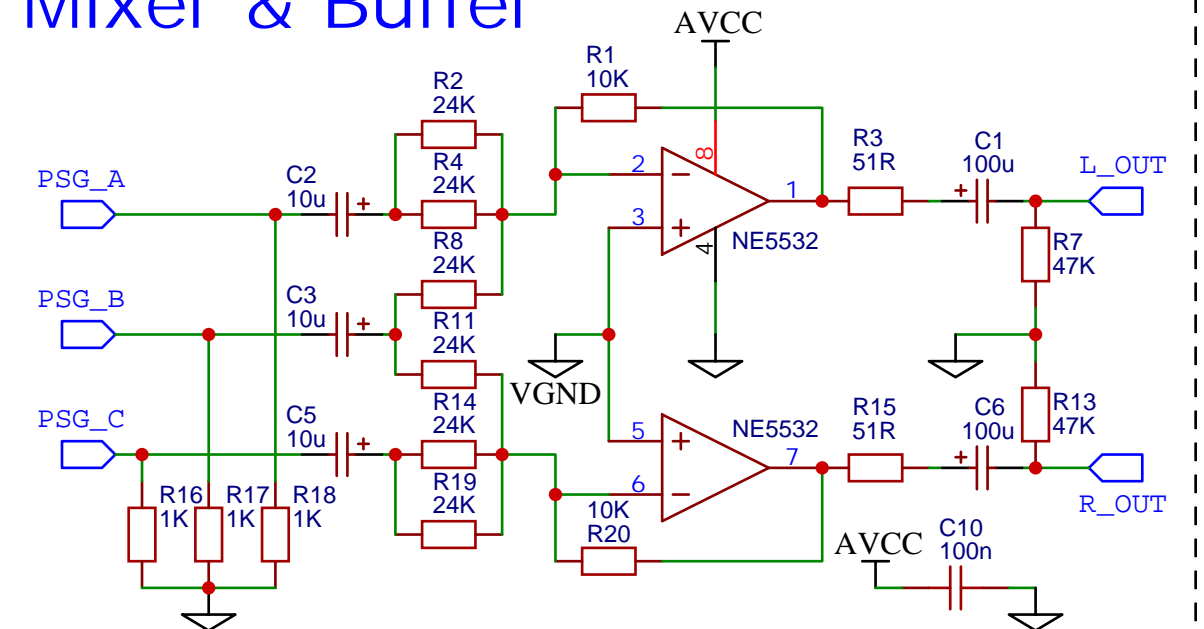 Mixer & Buffer
AVCC
R1
10K
R2
24K
R4
24K
R8
24K
R11
24K
R14
24K
R19
24K
PSG_A
C2
10u
+
PSG_B
C3
10u
+
PSG_C
C5
10u
+
R16
1K
R17
1K
R18
1K
2
−
3
+
8
4
1
NE5532
VGND
5
+
6
−
7
NE5532
10K
R20
R3
51R
C1
100u
+
L_OUT
R7
47K
R13
47K
R15
51R
C6
100u
+
R_OUT
AVCC
C10
100n